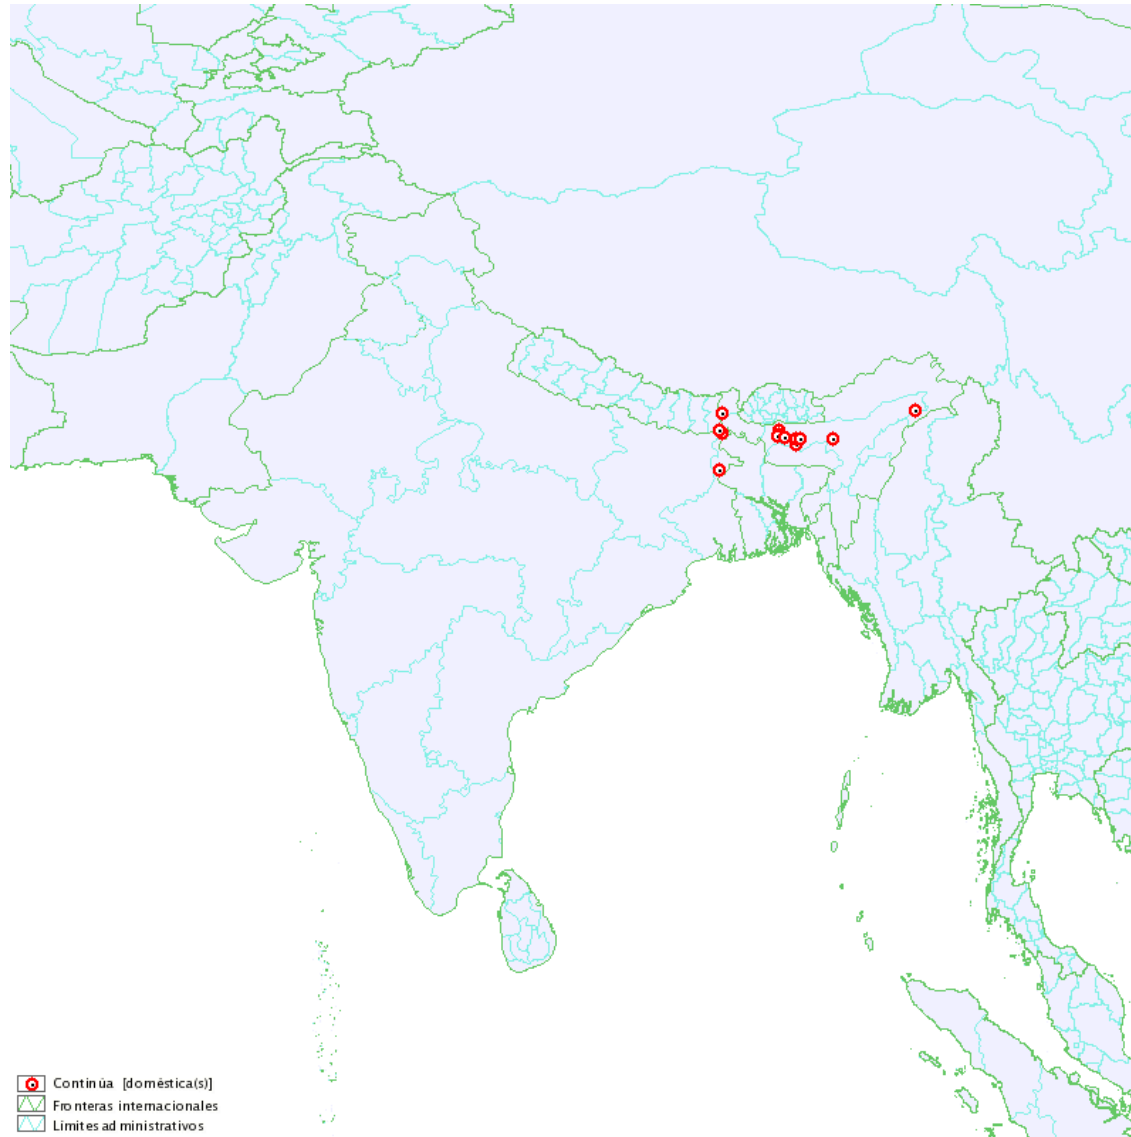 Continúa [doméstica(s)]
Fronteras internacionales
Límites administrativos